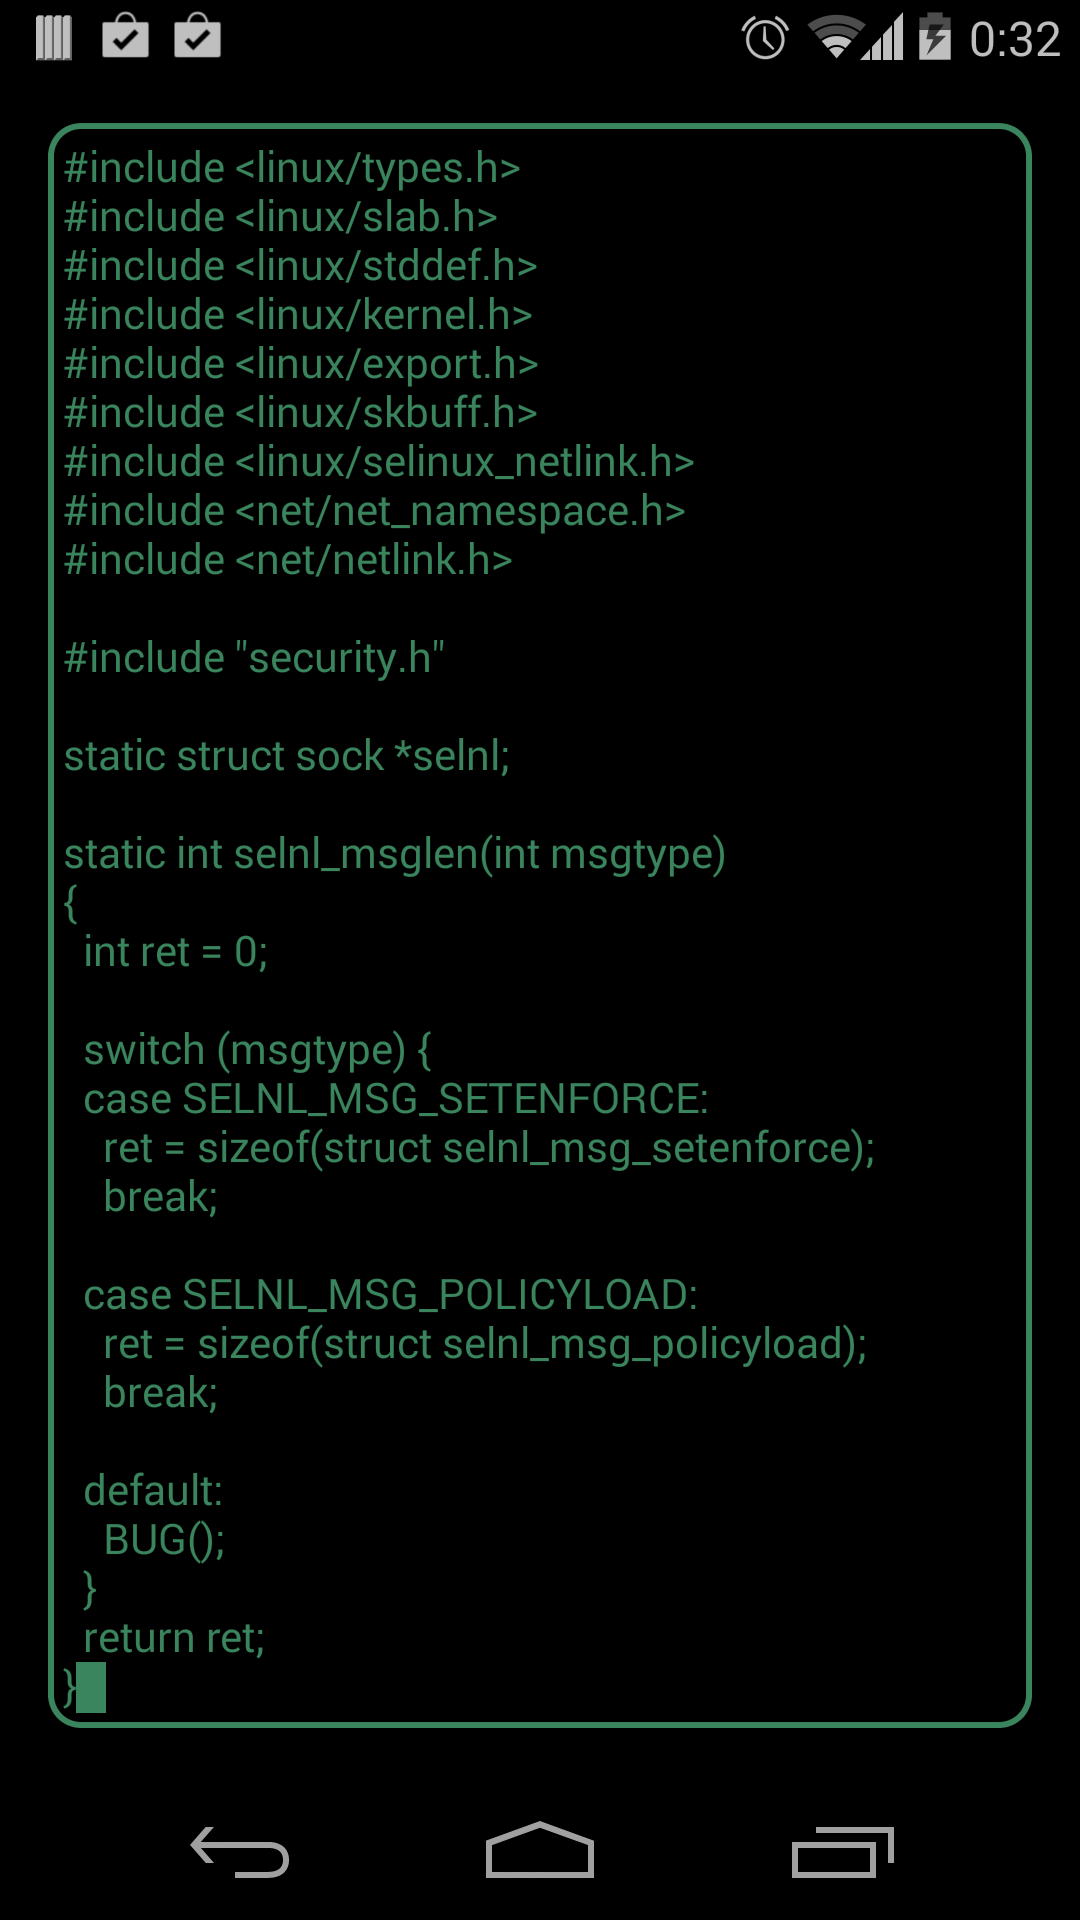 0:32
#include <linux/types.h>
#include <linux/slab.h>
#include <linux/stddef.h>
#include <linux/kernel.h>
#include <linux/export.h>
#include <linux/skbuff.h>
#include <linux/selinux_netlink.h>
#include <net/net_namespace.h>
#include <net/netlink.h>

#include "security.h"

static struct sock *selnl;

static int selnl_msglen(int msgtype)
{
  int ret = 0;

  switch (msgtype) {
  case SELNL_MSG_SETENFORCE:
    ret = sizeof(struct selnl_msg_setenforce);
    break;

  case SELNL_MSG_POLICYLOAD:
    ret = sizeof(struct selnl_msg_policyload);
    break;

  default:
    BUG();
  }
  return ret;
}